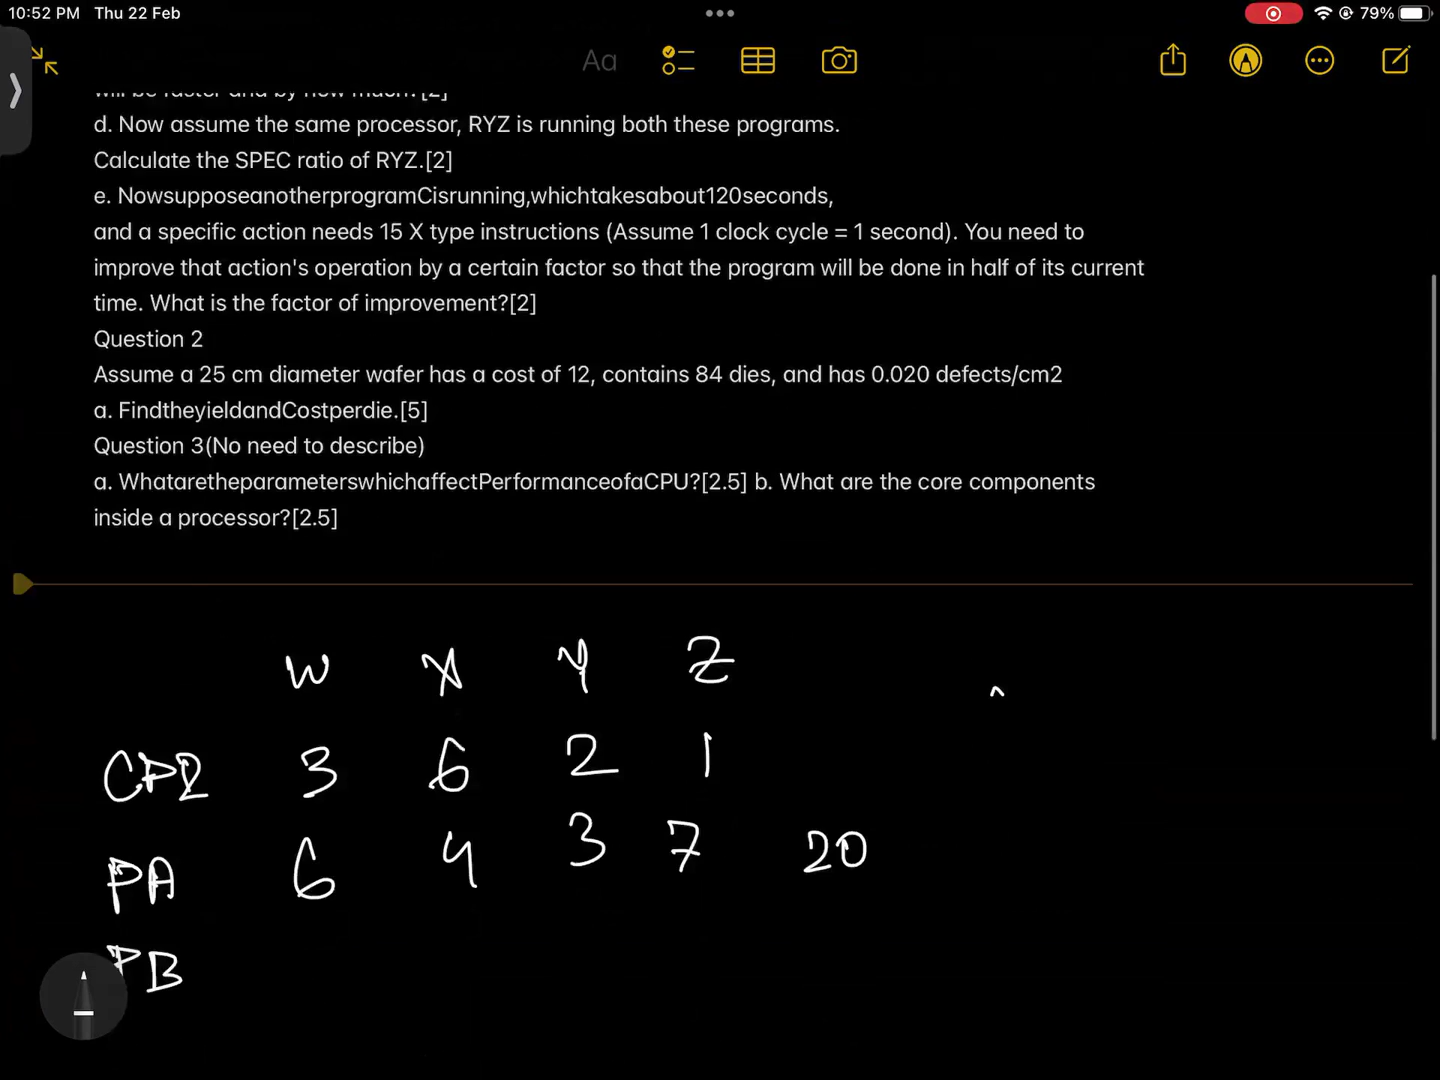 10:52 PM Thu 22 Feb
79%
Aa
d. Now assume the same processor, RYZ is running both these programs.
Calculate the SPEC ratio of RYZ.[2]
e. NowsupposeanotherprogramCisrunning,whichtakesabout120seconds,
and a specific action needs 15 X type instructions (Assume 1 clock cycle = 1 second). You need to
improve that action's operation by a certain factor so that the program will be done in half of its current
time. What is the factor of improvement?[2]
Question 2
Assume a 25 cm diameter wafer has a cost of 12, contains 84 dies, and has 0.020 defects/cm2
a. FindtheyieldandCostperdie.[5]
Question 3(No need to describe)
a. WhataretheparameterswhichaffectPerformanceofaCPU?[2.5] b. What are the core components
inside a processor?[2.5]
W X Y Z
CPI 3 6 2 1
PA 6 4 3 7 20
PB